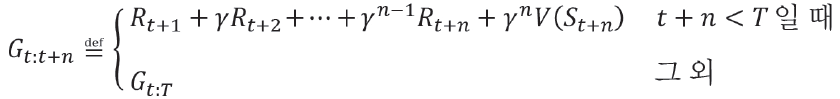 G_{t:t+n} ≝ { R_{t+1} + γR_{t+2} + ⋯ + γ^{n−1}R_{t+n} + γ^n V(S_{t+n})  t + n < T 일 때
G_{t:T}  그 외